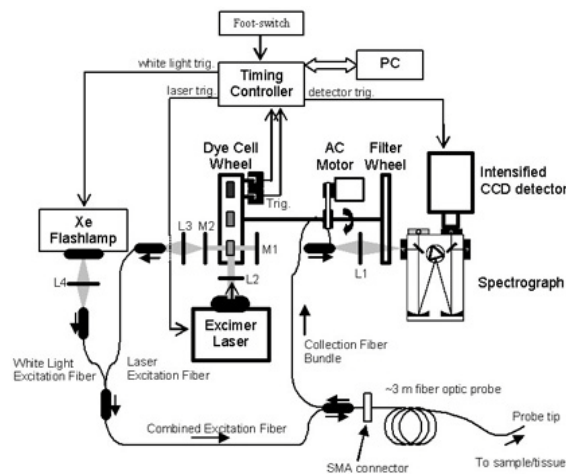 Foot-switch
white light trig.
Timing
Controller
PC
laser trig.
detector trig.
Dye Cell
Wheel
AC
Motor
Filter
Wheel
Intensified
CCD detector
Trig.
Xe
Flashlamp
L3
M2
M1
L1
L2
L4
Spectrograph
Excimer
Laser
Collection Fiber
Bundle
White Light
Excitation Fiber
Laser
Excitation Fiber
~3 m fiber optic probe
Probe tip
Combined Excitation Fiber
To sample/tissue
SMA connector